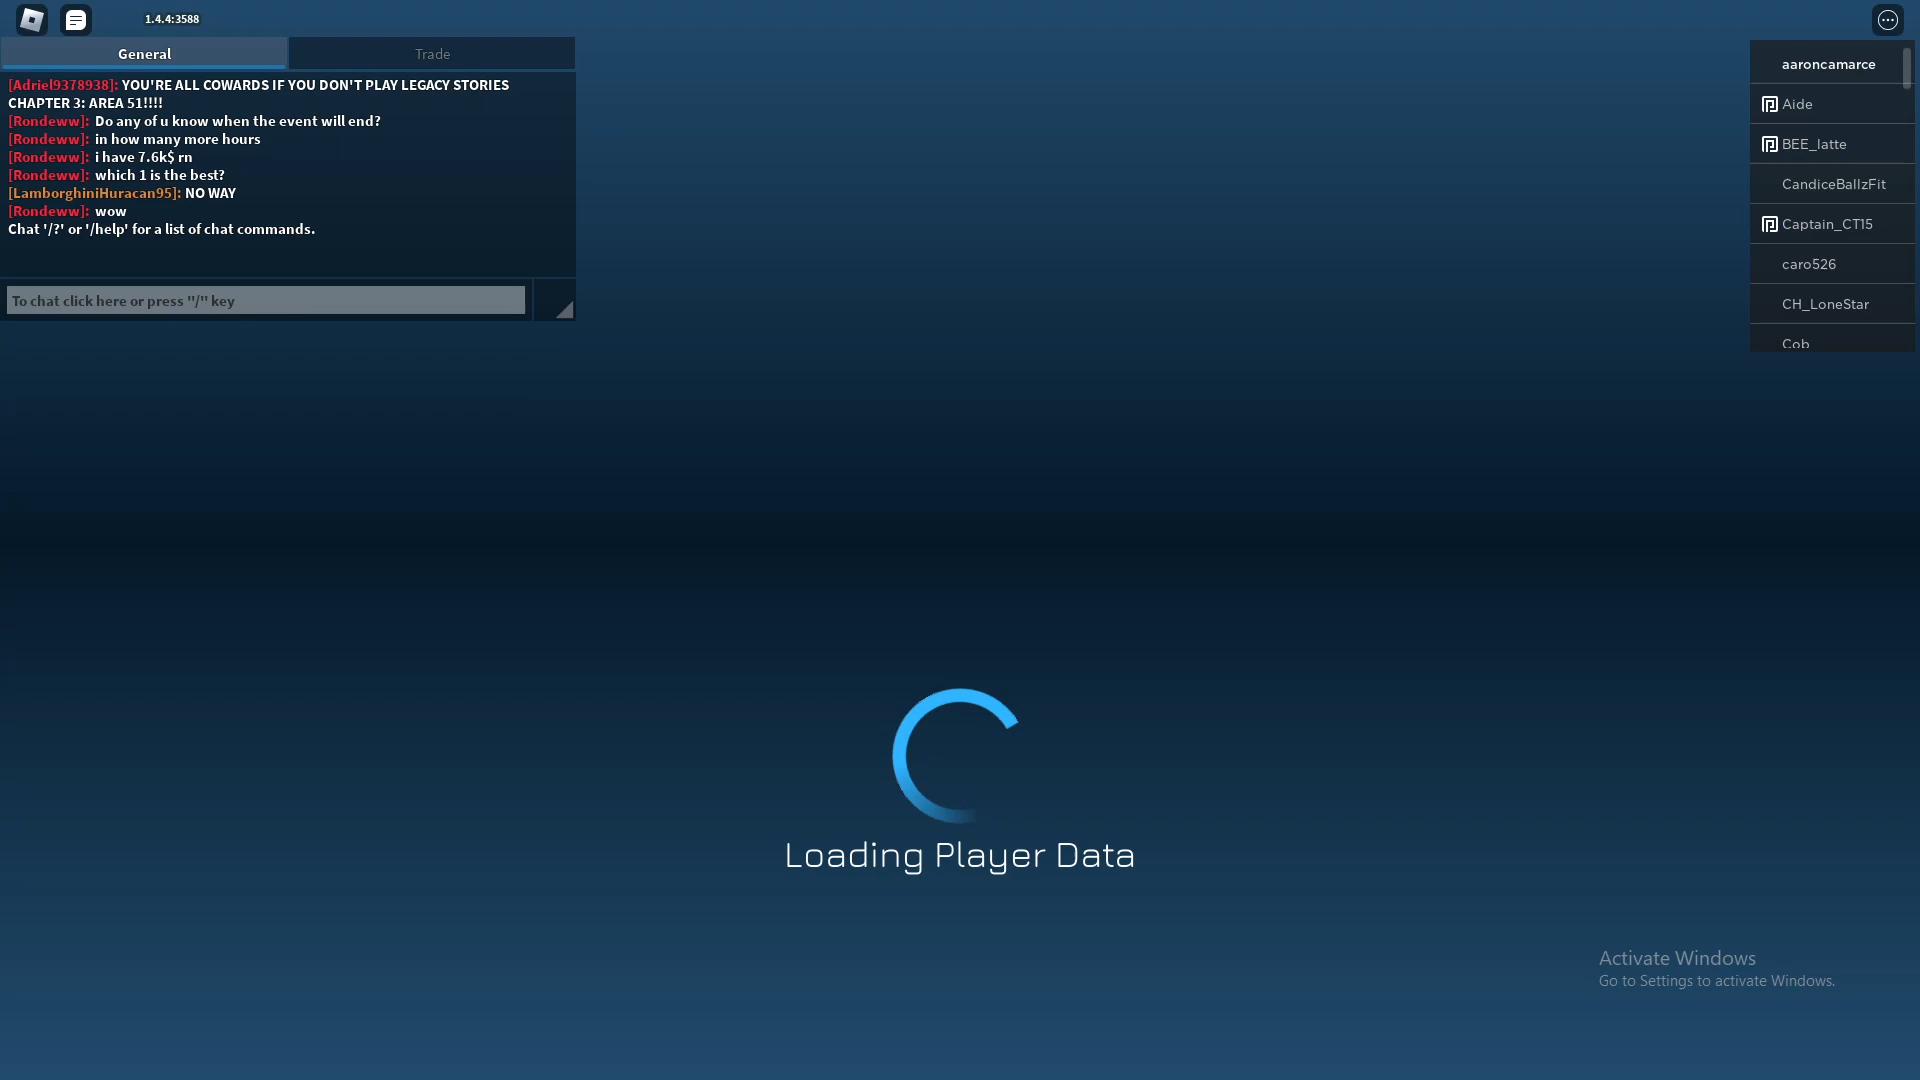 1.4.4:3588
General
Trade
[Adriel9378938]: YOU'RE ALL COWARDS IF YOU DON'T PLAY LEGACY STORIES
CHAPTER 3: AREA 51!!!!
[Rondeww]: Do any of u know when the event will end?
[Rondeww]: in how many more hours
[Rondeww]: i have 7.6k$ rn
[Rondeww]: which 1 is the best?
[LamborghiniHuracan95]: NO WAY
[Rondeww]: wow
Chat '/?' or '/help' for a list of chat commands.
To chat click here or press "/" key
aaroncamarce
Aide
BEE_latte
CandiceBallzFit
Captain_CT15
caro526
CH_LoneStar
Cob
Loading Player Data
Activate Windows
Go to Settings to activate Windows.